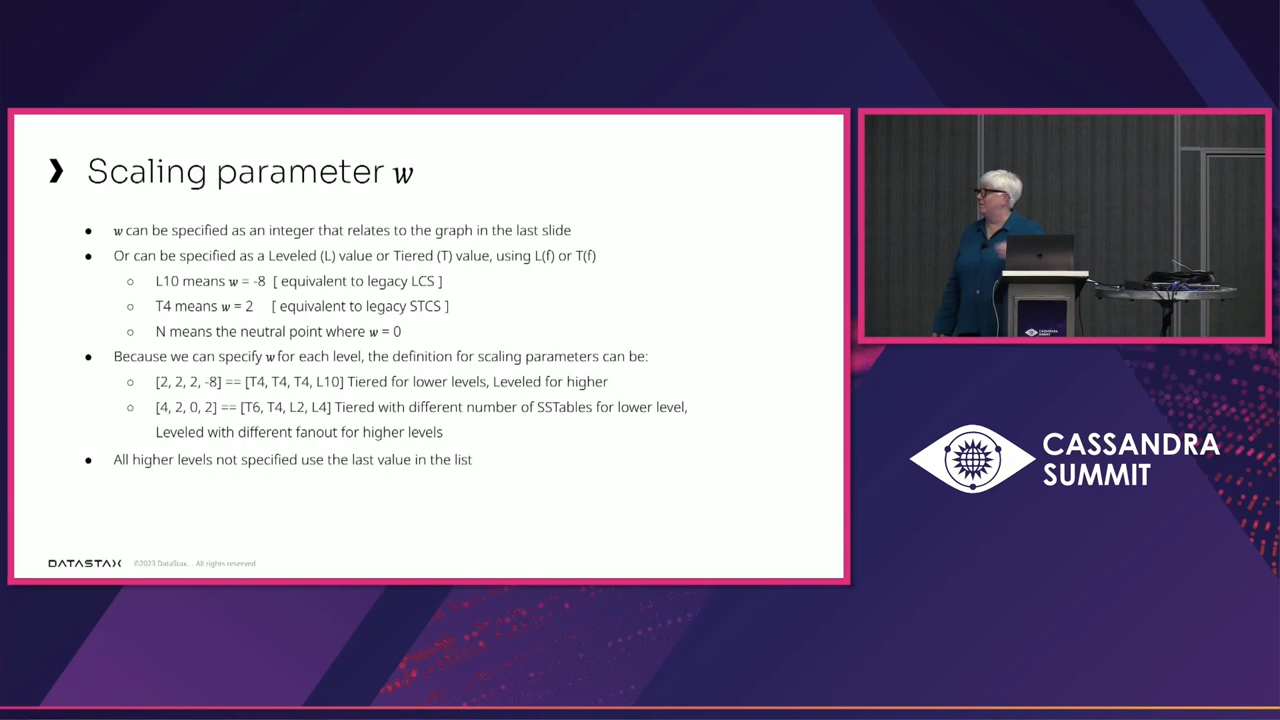 ❯ Scaling parameter w
● w can be specified as an integer that relates to the graph in the last slide
● Or can be specified as a Leveled (L) value or Tiered (T) value, using L(f) or T(f)
○ L10 means w = -8 [ equivalent to legacy LCS ]
○ T4 means w = 2 [ equivalent to legacy STCS ]
○ N means the neutral point where w = 0
● Because we can specify w for each level, the definition for scaling parameters can be:
○ [2, 2, 2, -8] == [T4, T4, T4, L10] Tiered for lower levels, Leveled for higher
○ [4, 2, 0, 2] == [T6, T4, L2, L4] Tiered with different number of SSTables for lower level,
Leveled with different fanout for higher levels
● All higher levels not specified use the last value in the list
DATASTAX ©2023 DataStax. - All rights reserved
CASSANDRA
SUMMIT
CASSANDRA
SUMMIT